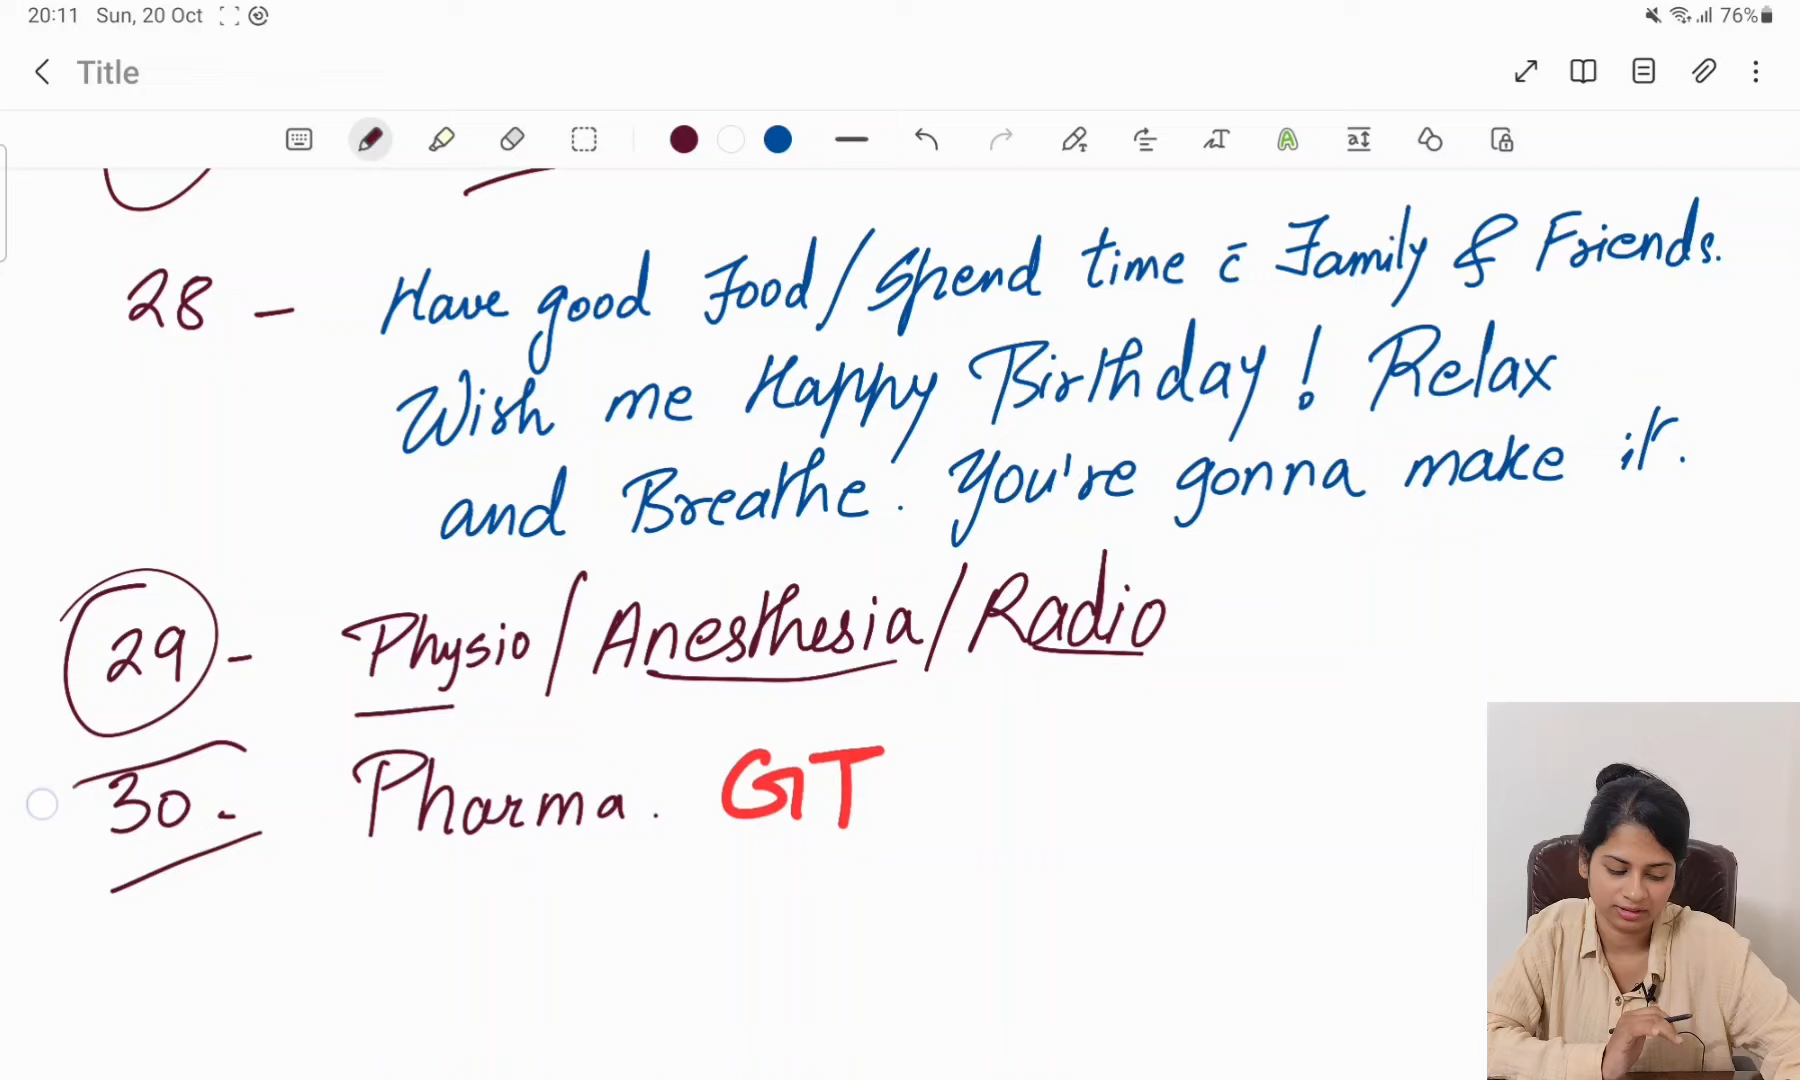 20:11 Sun, 20 Oct 76%
Title
28 - Have good Food/Spend time c̄ Family & Friends.
Wish me Happy Birthday! Relax
and Breathe. You're gonna make it.
29 - Physio/Anesthesia/Radio
30. Pharma. GT